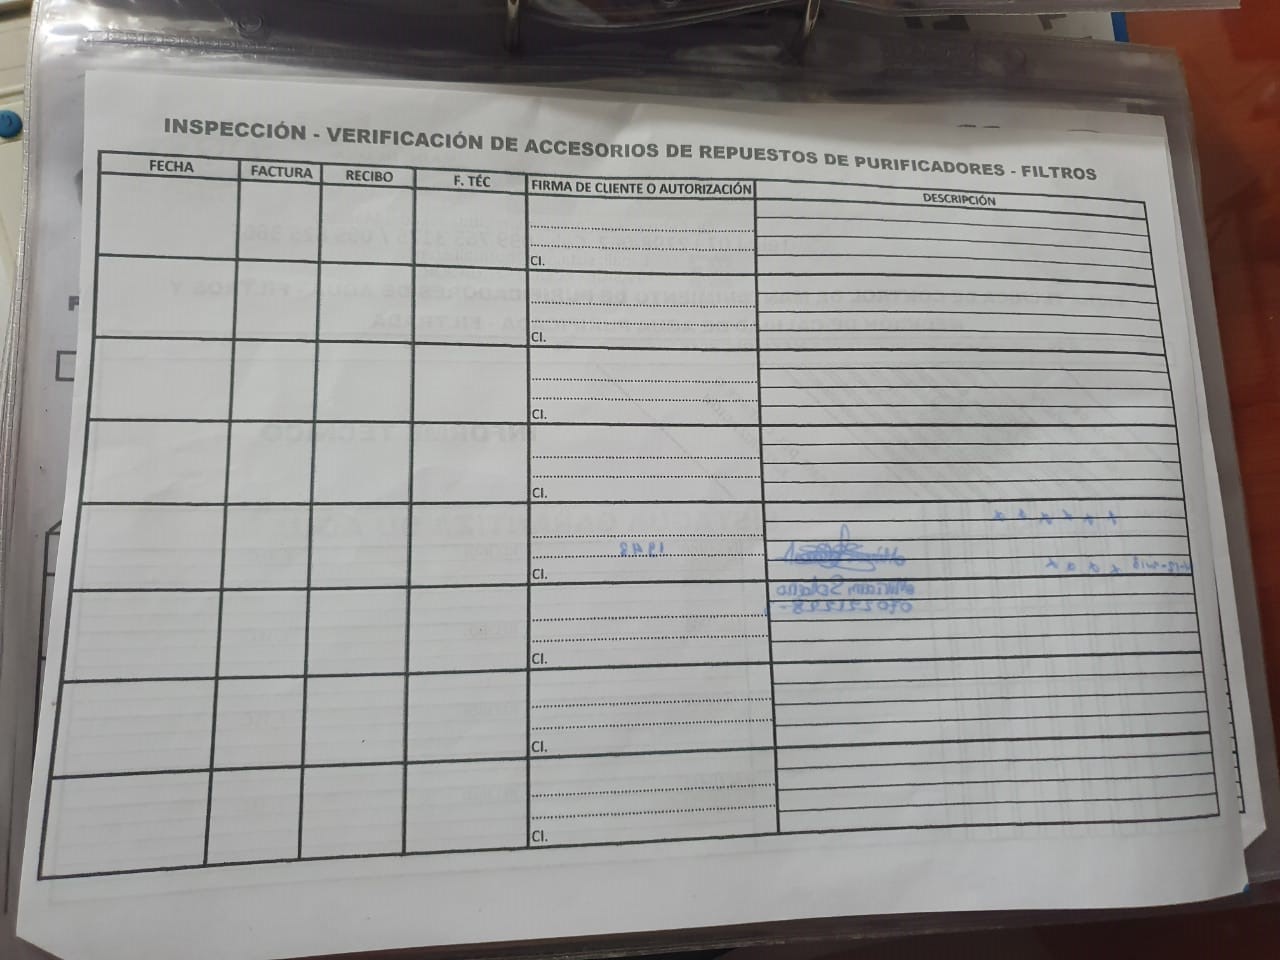 INSPECCIÓN - VERIFICACIÓN DE ACCESORIOS DE REPUESTOS DE PURIFICADORES - FILTROS
FECHA FACTURA RECIBO F. TÉC FIRMA DE CLIENTE O AUTORIZACIÓN DESCRIPCIÓN
CI.
CI.
CI.
CI.
CI.
CI.
CI.
CI.